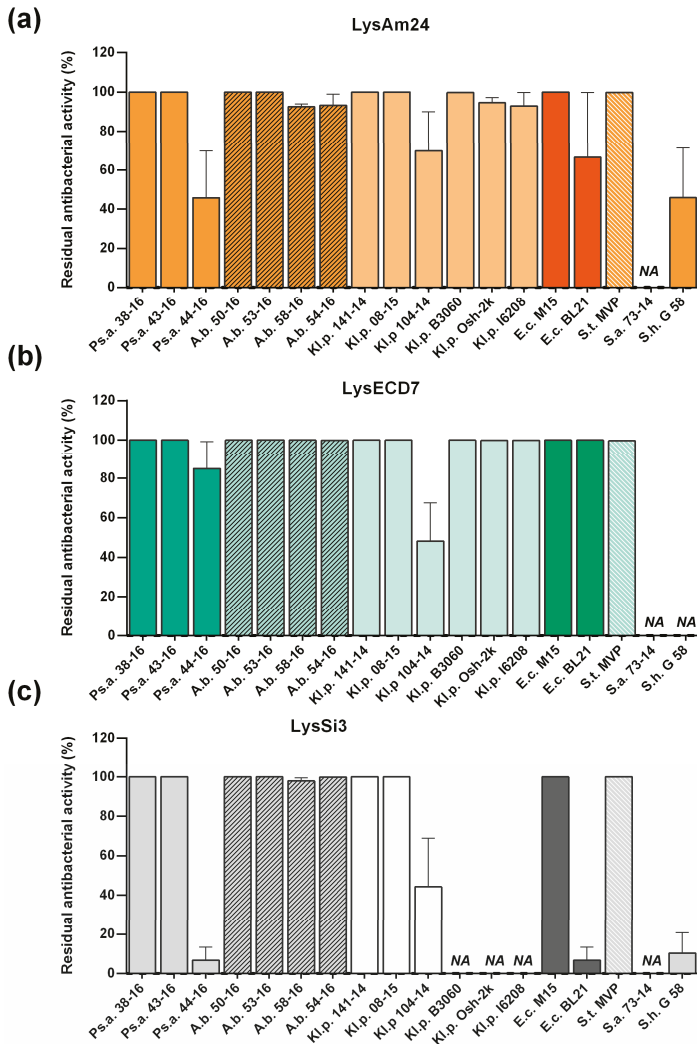 (a)
LysAm24
Residual antibacterial activity (%)
120
100
80
60
40
20
0
NA
Ps.a. 38-16
Ps.a. 43-16
Ps.a. 44-16
A.b. 50-16
A.b. 53-16
A.b. 58-16
A.b. 54-16
Kl.p. 141-14
Kl.p. 08-15
Kl.p 104-14
Kl.p. B3060
Kl.p. Osh-2k
Kl.p. I6208
E.c. M15
E.c. BL21
S.t. MVP
S.a. 73-14
S.h. G 58
(b)
LysECD7
Residual antibacterial activity (%)
120
100
80
60
40
20
0
NA NA
Ps.a. 38-16
Ps.a. 43-16
Ps.a. 44-16
A.b. 50-16
A.b. 53-16
A.b. 58-16
A.b. 54-16
Kl.p. 141-14
Kl.p. 08-15
Kl.p 104-14
Kl.p. B3060
Kl.p. Osh-2k
Kl.p. I6208
E.c. M15
E.c. BL21
S.t. MVP
S.a. 73-14
S.h. G 58
(c)
LysSi3
Residual antibacterial activity (%)
120
100
80
60
40
20
0
NA NA NA NA
Ps.a. 38-16
Ps.a. 43-16
Ps.a. 44-16
A.b. 50-16
A.b. 53-16
A.b. 58-16
A.b. 54-16
Kl.p. 141-14
Kl.p. 08-15
Kl.p 104-14
Kl.p. B3060
Kl.p. Osh-2k
Kl.p. I6208
E.c. M15
E.c. BL21
S.t. MVP
S.a. 73-14
S.h. G 58